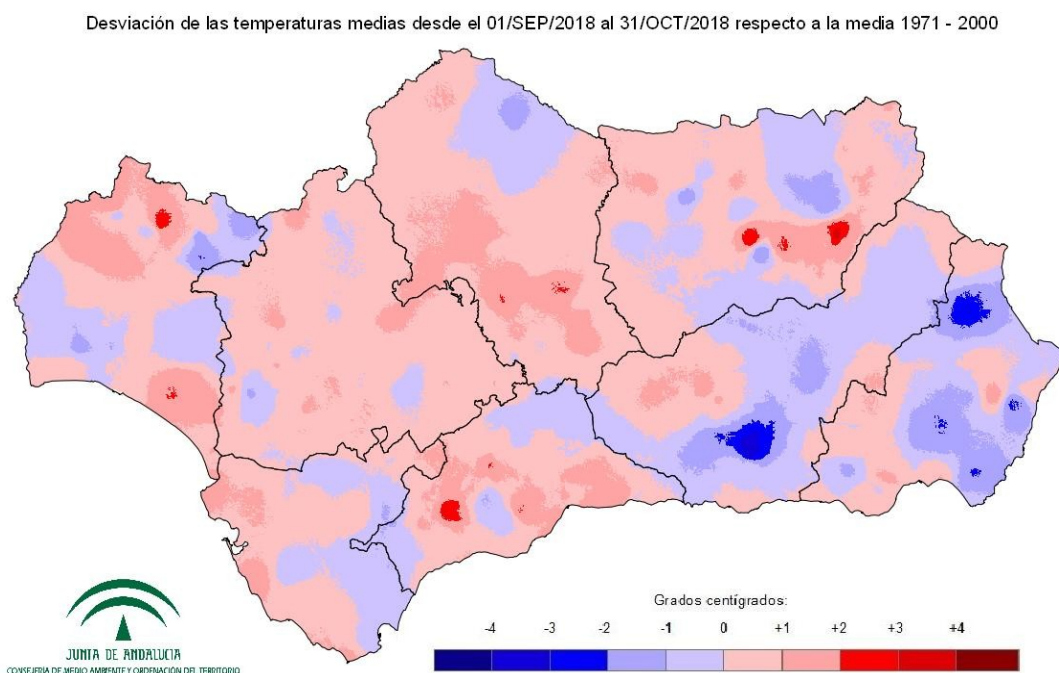 Desviación de las temperaturas medias desde el 01/SEP/2018 al 31/OCT/2018 respecto a la media 1971 - 2000
Grados centígrados:
-4 -3 -2 -1 0 +1 +2 +3 +4
JUNTA DE ANDALUCIA
CONSEJERÍA DE MEDIO AMBIENTE Y ORDENACIÓN DEL TERRITORIO